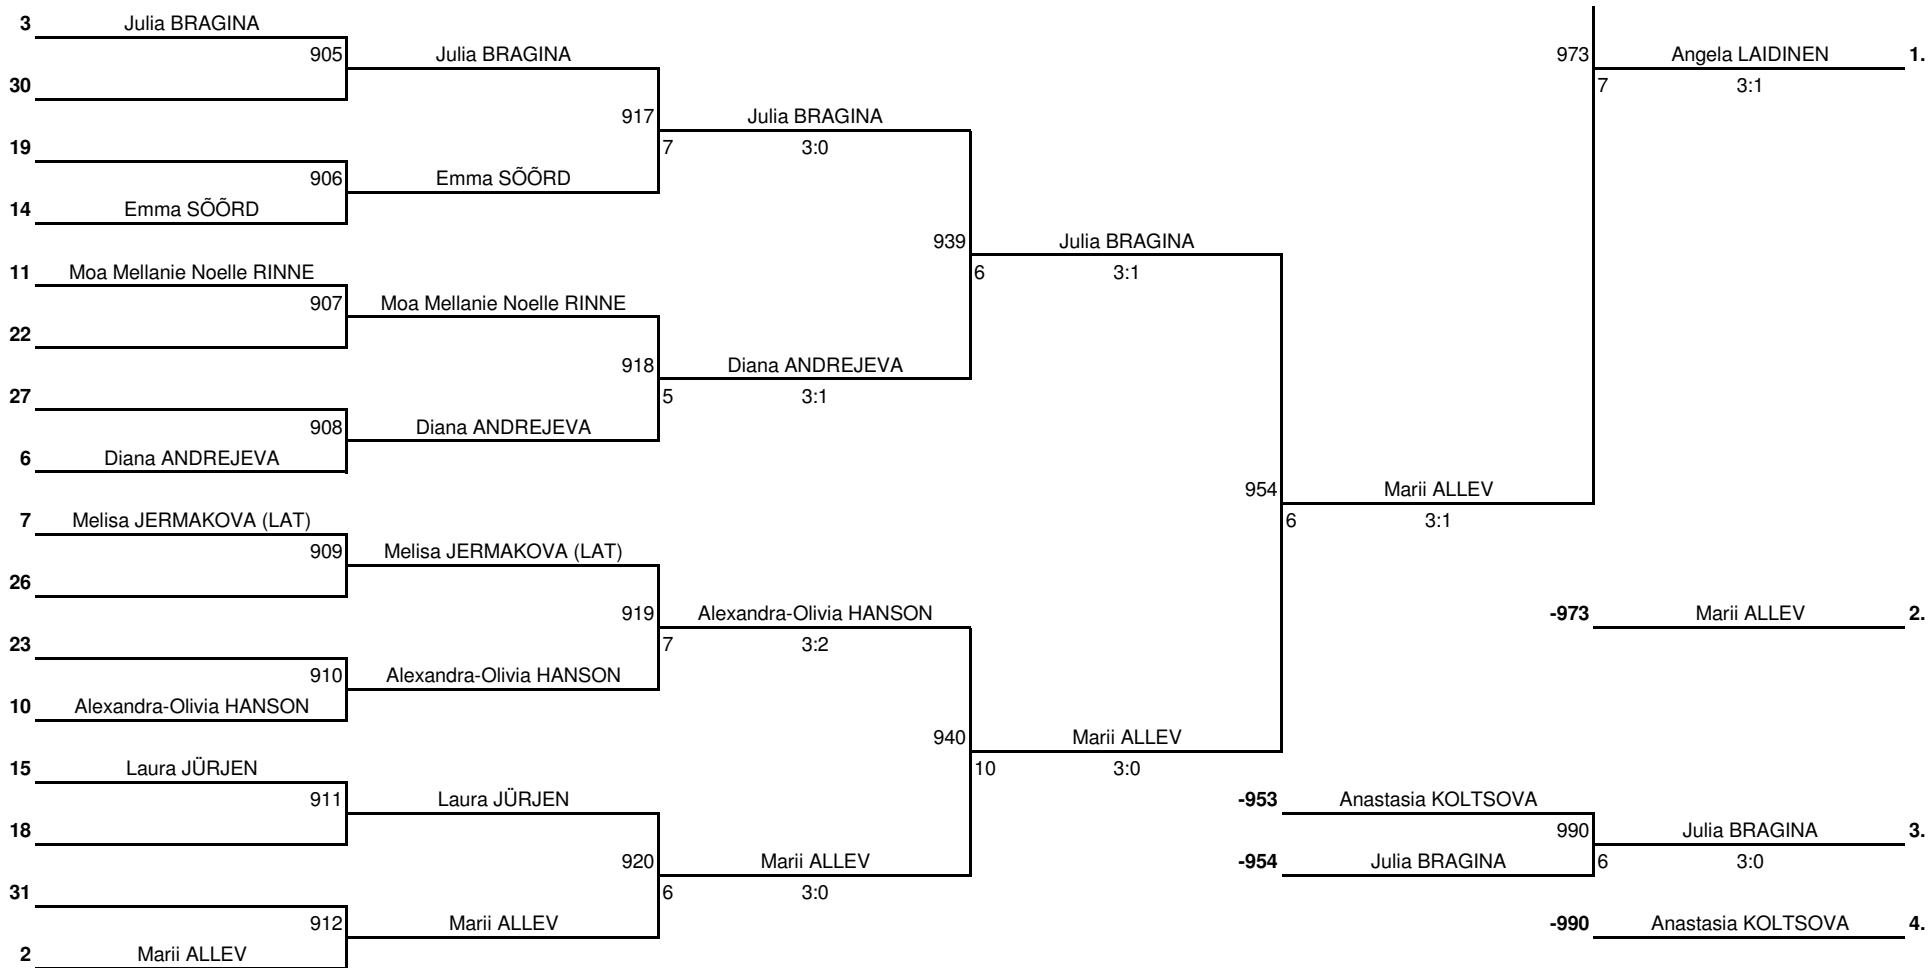 3 Julia BRAGINA
905 Julia BRAGINA 973 Angela LAIDINEN 1.
30 7 3:1
917 Julia BRAGINA
19 7 3:0
906 Emma SÕÕRD
14 Emma SÕÕRD
939 Julia BRAGINA
11 Moa Mellanie Noelle RINNE 6 3:1
907 Moa Mellanie Noelle RINNE
22
918 Diana ANDREJEVA
27 5 3:1
908 Diana ANDREJEVA
6 Diana ANDREJEVA
954 Marii ALLEV
7 Melisa JERMAKOVA (LAT) 6 3:1
909 Melisa JERMAKOVA (LAT)
26
919 Alexandra-Olivia HANSON -973 Marii ALLEV 2.
23 7 3:2
910 Alexandra-Olivia HANSON
10 Alexandra-Olivia HANSON
940 Marii ALLEV
15 Laura JÜRJEN 10 3:0
911 Laura JÜRJEN -953 Anastasia KOLTSOVA
18 990 Julia BRAGINA 3.
920 Marii ALLEV -954 Julia BRAGINA 6 3:0
31 6 3:0
912 Marii ALLEV -990 Anastasia KOLTSOVA 4.
2 Marii ALLEV